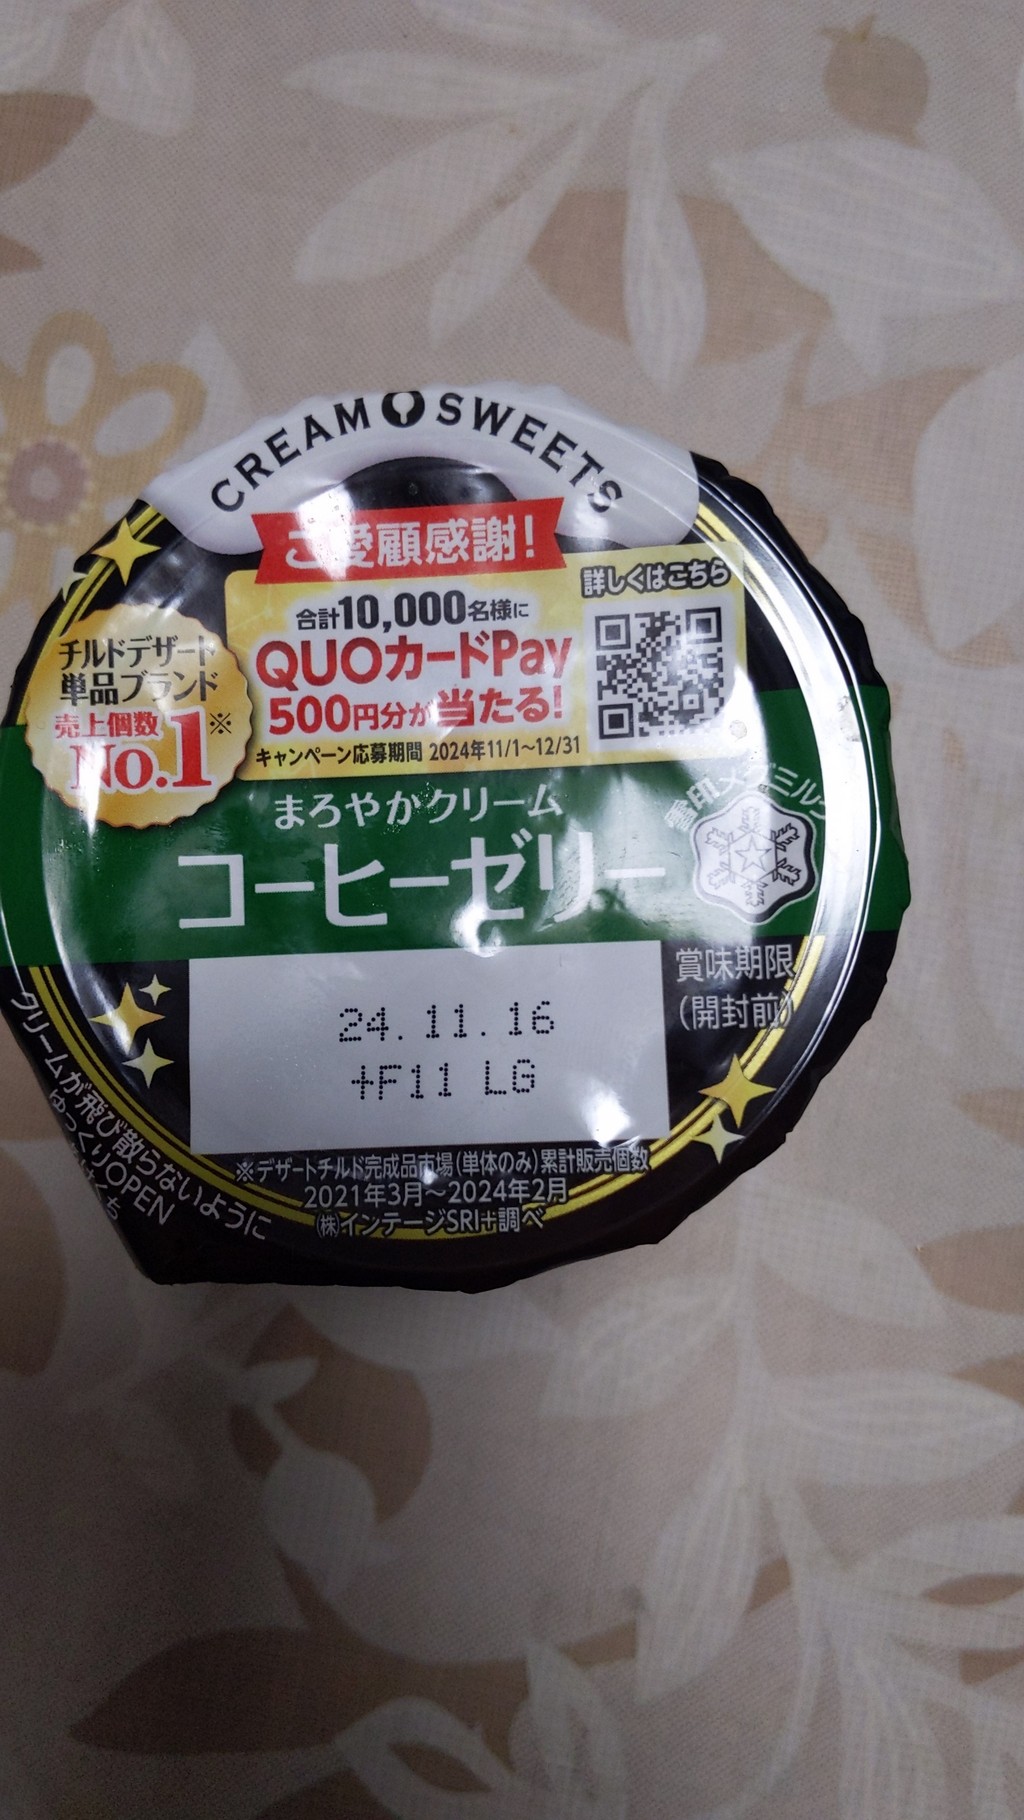 CREAM SWEETS
ご愛顧感謝!
詳しくはこちら
合計10,000名様に
QUOカードPay
500円分が当たる!
キャンペーン応募期間 2024年11/1~12/31
チルドデザート
単品ブランド
売上個数
No.1※
まろやかクリーム
コーヒーゼリー
雪印メグミルク
賞味期限
(開封前)
24.11.16
+F11 LG
※デザートチルド完成品市場(単体のみ)累計販売個数
2021年3月~2024年2月
㈱インテージSRI+調べ
クリームが飛び散らないように
ゆっくりOPEN